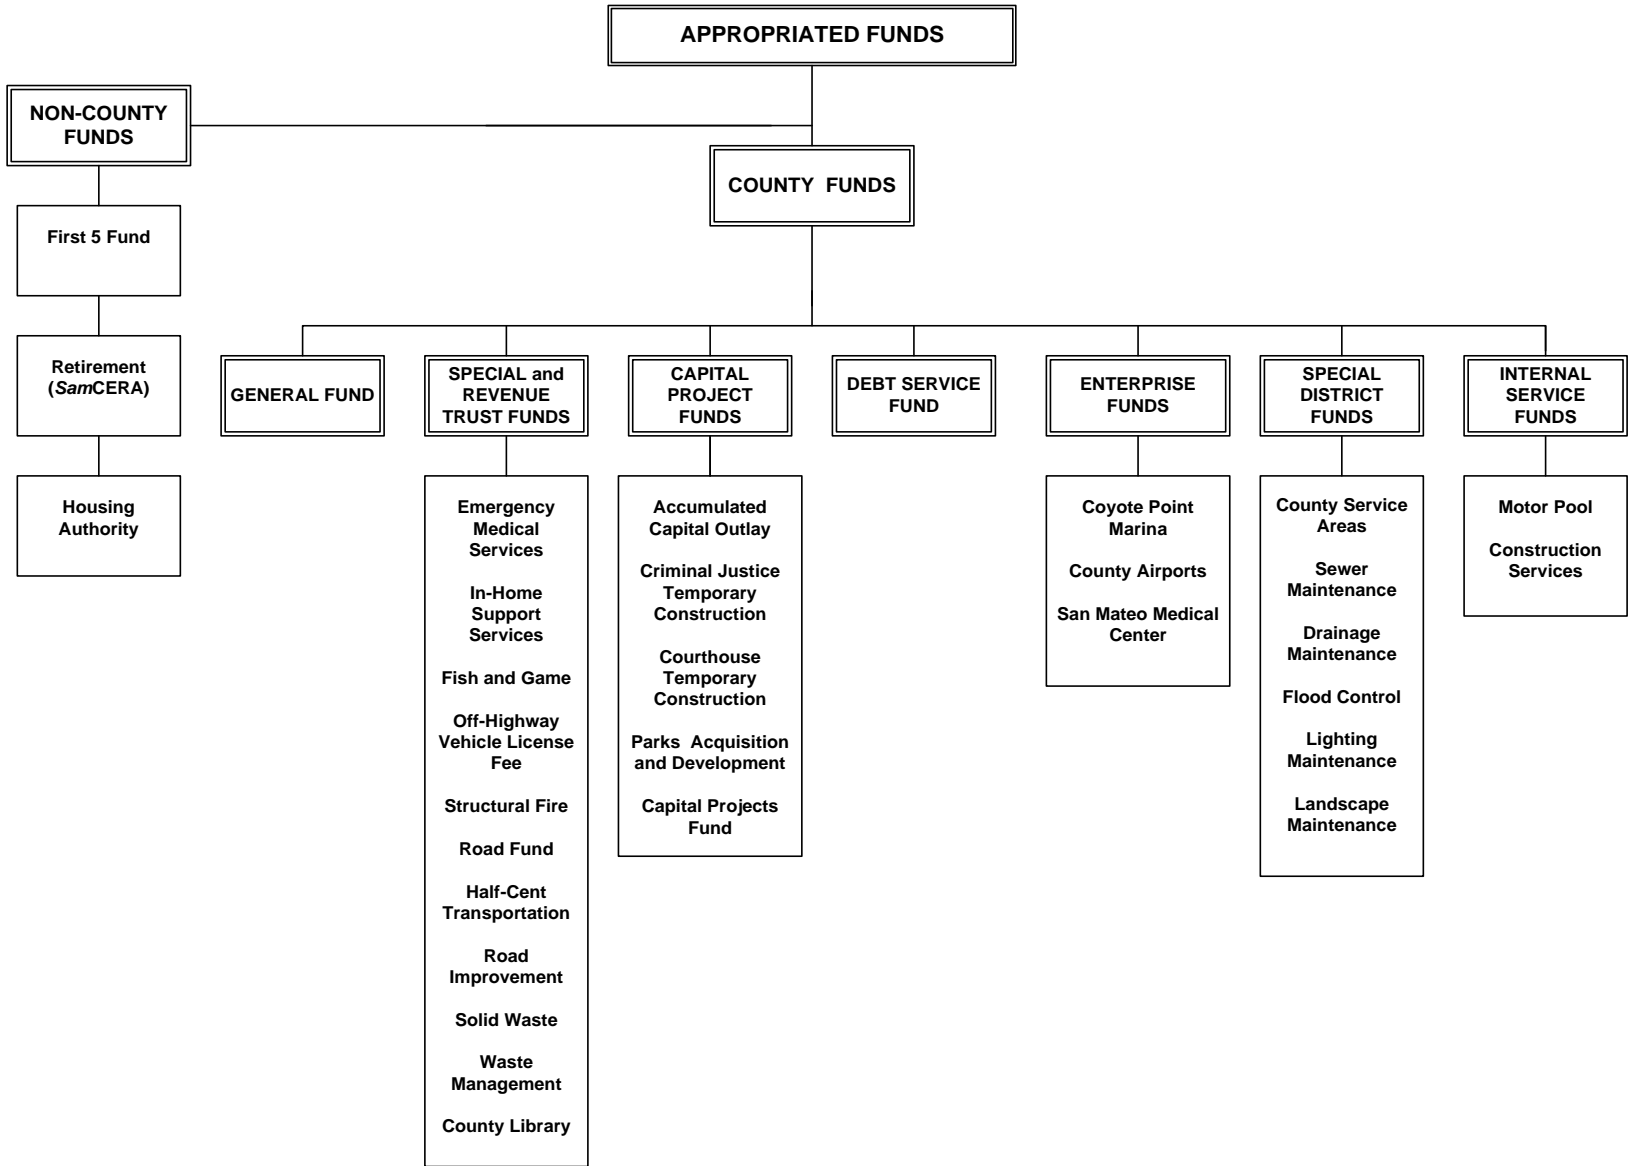 APPROPRIATED FUNDS
NON-COUNTY
FUNDS
COUNTY FUNDS
First 5 Fund
Retirement
(SamCERA)
Housing
Authority
GENERAL FUND
SPECIAL and
REVENUE
TRUST FUNDS
CAPITAL
PROJECT
FUNDS
DEBT SERVICE
FUND
ENTERPRISE
FUNDS
SPECIAL
DISTRICT
FUNDS
INTERNAL
SERVICE
FUNDS
Emergency
Medical
Services
In-Home
Support
Services
Fish and Game
Off-Highway
Vehicle License
Fee
Structural Fire
Road Fund
Half-Cent
Transportation
Road
Improvement
Solid Waste
Waste
Management
County Library
Accumulated
Capital Outlay
Criminal Justice
Temporary
Construction
Courthouse
Temporary
Construction
Parks Acquisition
and Development
Capital Projects
Fund
Coyote Point
Marina
County Airports
San Mateo Medical
Center
County Service
Areas
Sewer
Maintenance
Drainage
Maintenance
Flood Control
Lighting
Maintenance
Landscape
Maintenance
Motor Pool
Construction
Services